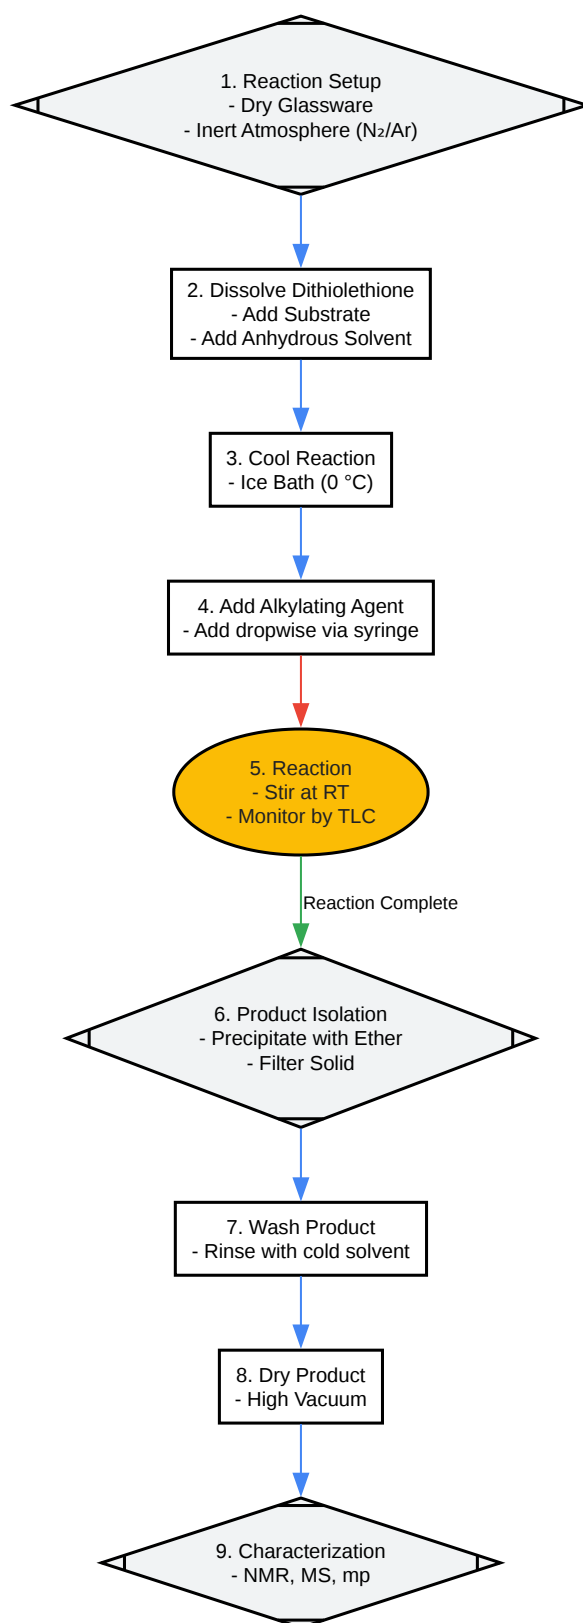 1. Reaction Setup
- Dry Glassware
- Inert Atmosphere (N₂/Ar)
2. Dissolve Dithiolethione
- Add Substrate
- Add Anhydrous Solvent
3. Cool Reaction
- Ice Bath (0 °C)
4. Add Alkylating Agent
- Add dropwise via syringe
5. Reaction
- Stir at RT
- Monitor by TLC
Reaction Complete
6. Product Isolation
- Precipitate with Ether
- Filter Solid
7. Wash Product
- Rinse with cold solvent
8. Dry Product
- High Vacuum
9. Characterization
- NMR, MS, mp